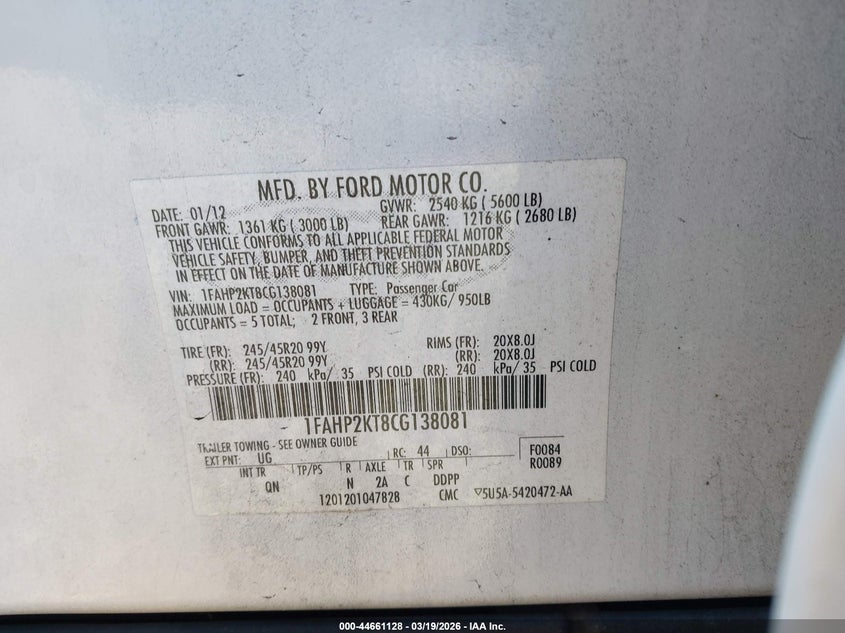 MFD. BY FORD MOTOR CO.
DATE: 01/12 GVWR: 2540 KG ( 5600 LB)
FRONT GAWR: 1361 KG ( 3000 LB) REAR GAWR: 1216 KG ( 2680 LB)
THIS VEHICLE CONFORMS TO ALL APPLICABLE FEDERAL MOTOR
VEHICLE SAFETY, BUMPER, AND THEFT PREVENTION STANDARDS
IN EFFECT ON THE DATE OF MANUFACTURE SHOWN ABOVE.
VIN: 1FAHP2KT8CG138081 TYPE: Passenger Car
MAXIMUM LOAD = OCCUPANTS + LUGGAGE = 430KG/ 950LB
OCCUPANTS = 5 TOTAL; 2 FRONT, 3 REAR
TIRE (FR): 245/45R20 99Y RIMS (FR): 20X8.0J
(RR): 245/45R20 99Y (RR): 20X8.0J
PRESSURE (FR): 240 kPa/ 35 PSI COLD (RR): 240 kPa/ 35 PSI COLD
1FAHP2KT8CG138081
TRAILER TOWING - SEE OWNER GUIDE
EXT PNT: UG RC: 44 DSO: F0084
INT TR TP/PS R AXLE TR SPR R0089
QN N 2A C DDPP
1201201047828 CMC ▽5U5A-5420472-AA
000-44661128 - 03/19/2026 - IAA Inc.